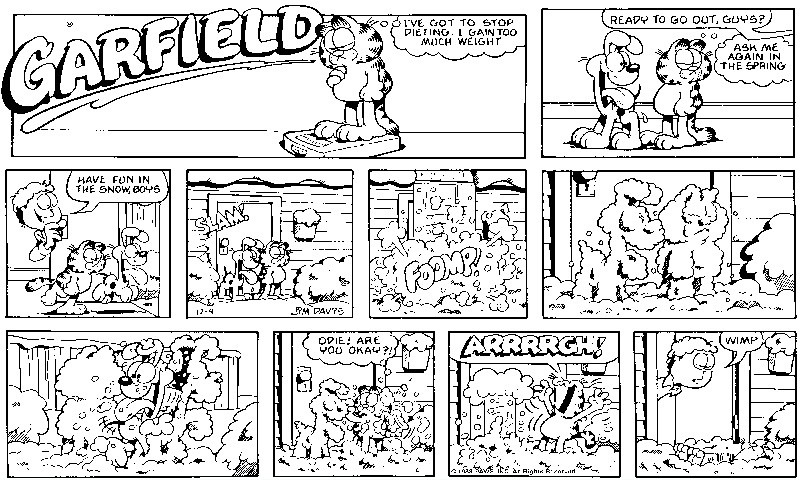 GARFIELD
I'VE GOT TO STOP
DIETING. I GAIN TOO
MUCH WEIGHT
READY TO GO OUT, GUYS?
ASK ME
AGAIN IN
THE SPRING
HAVE FUN IN
THE SNOW, BOYS
SLAM!
12-4
JIM DAVIS
FOOMP!
ODIE! ARE
YOU OKAY?!
ARRRRGH!
WIMP